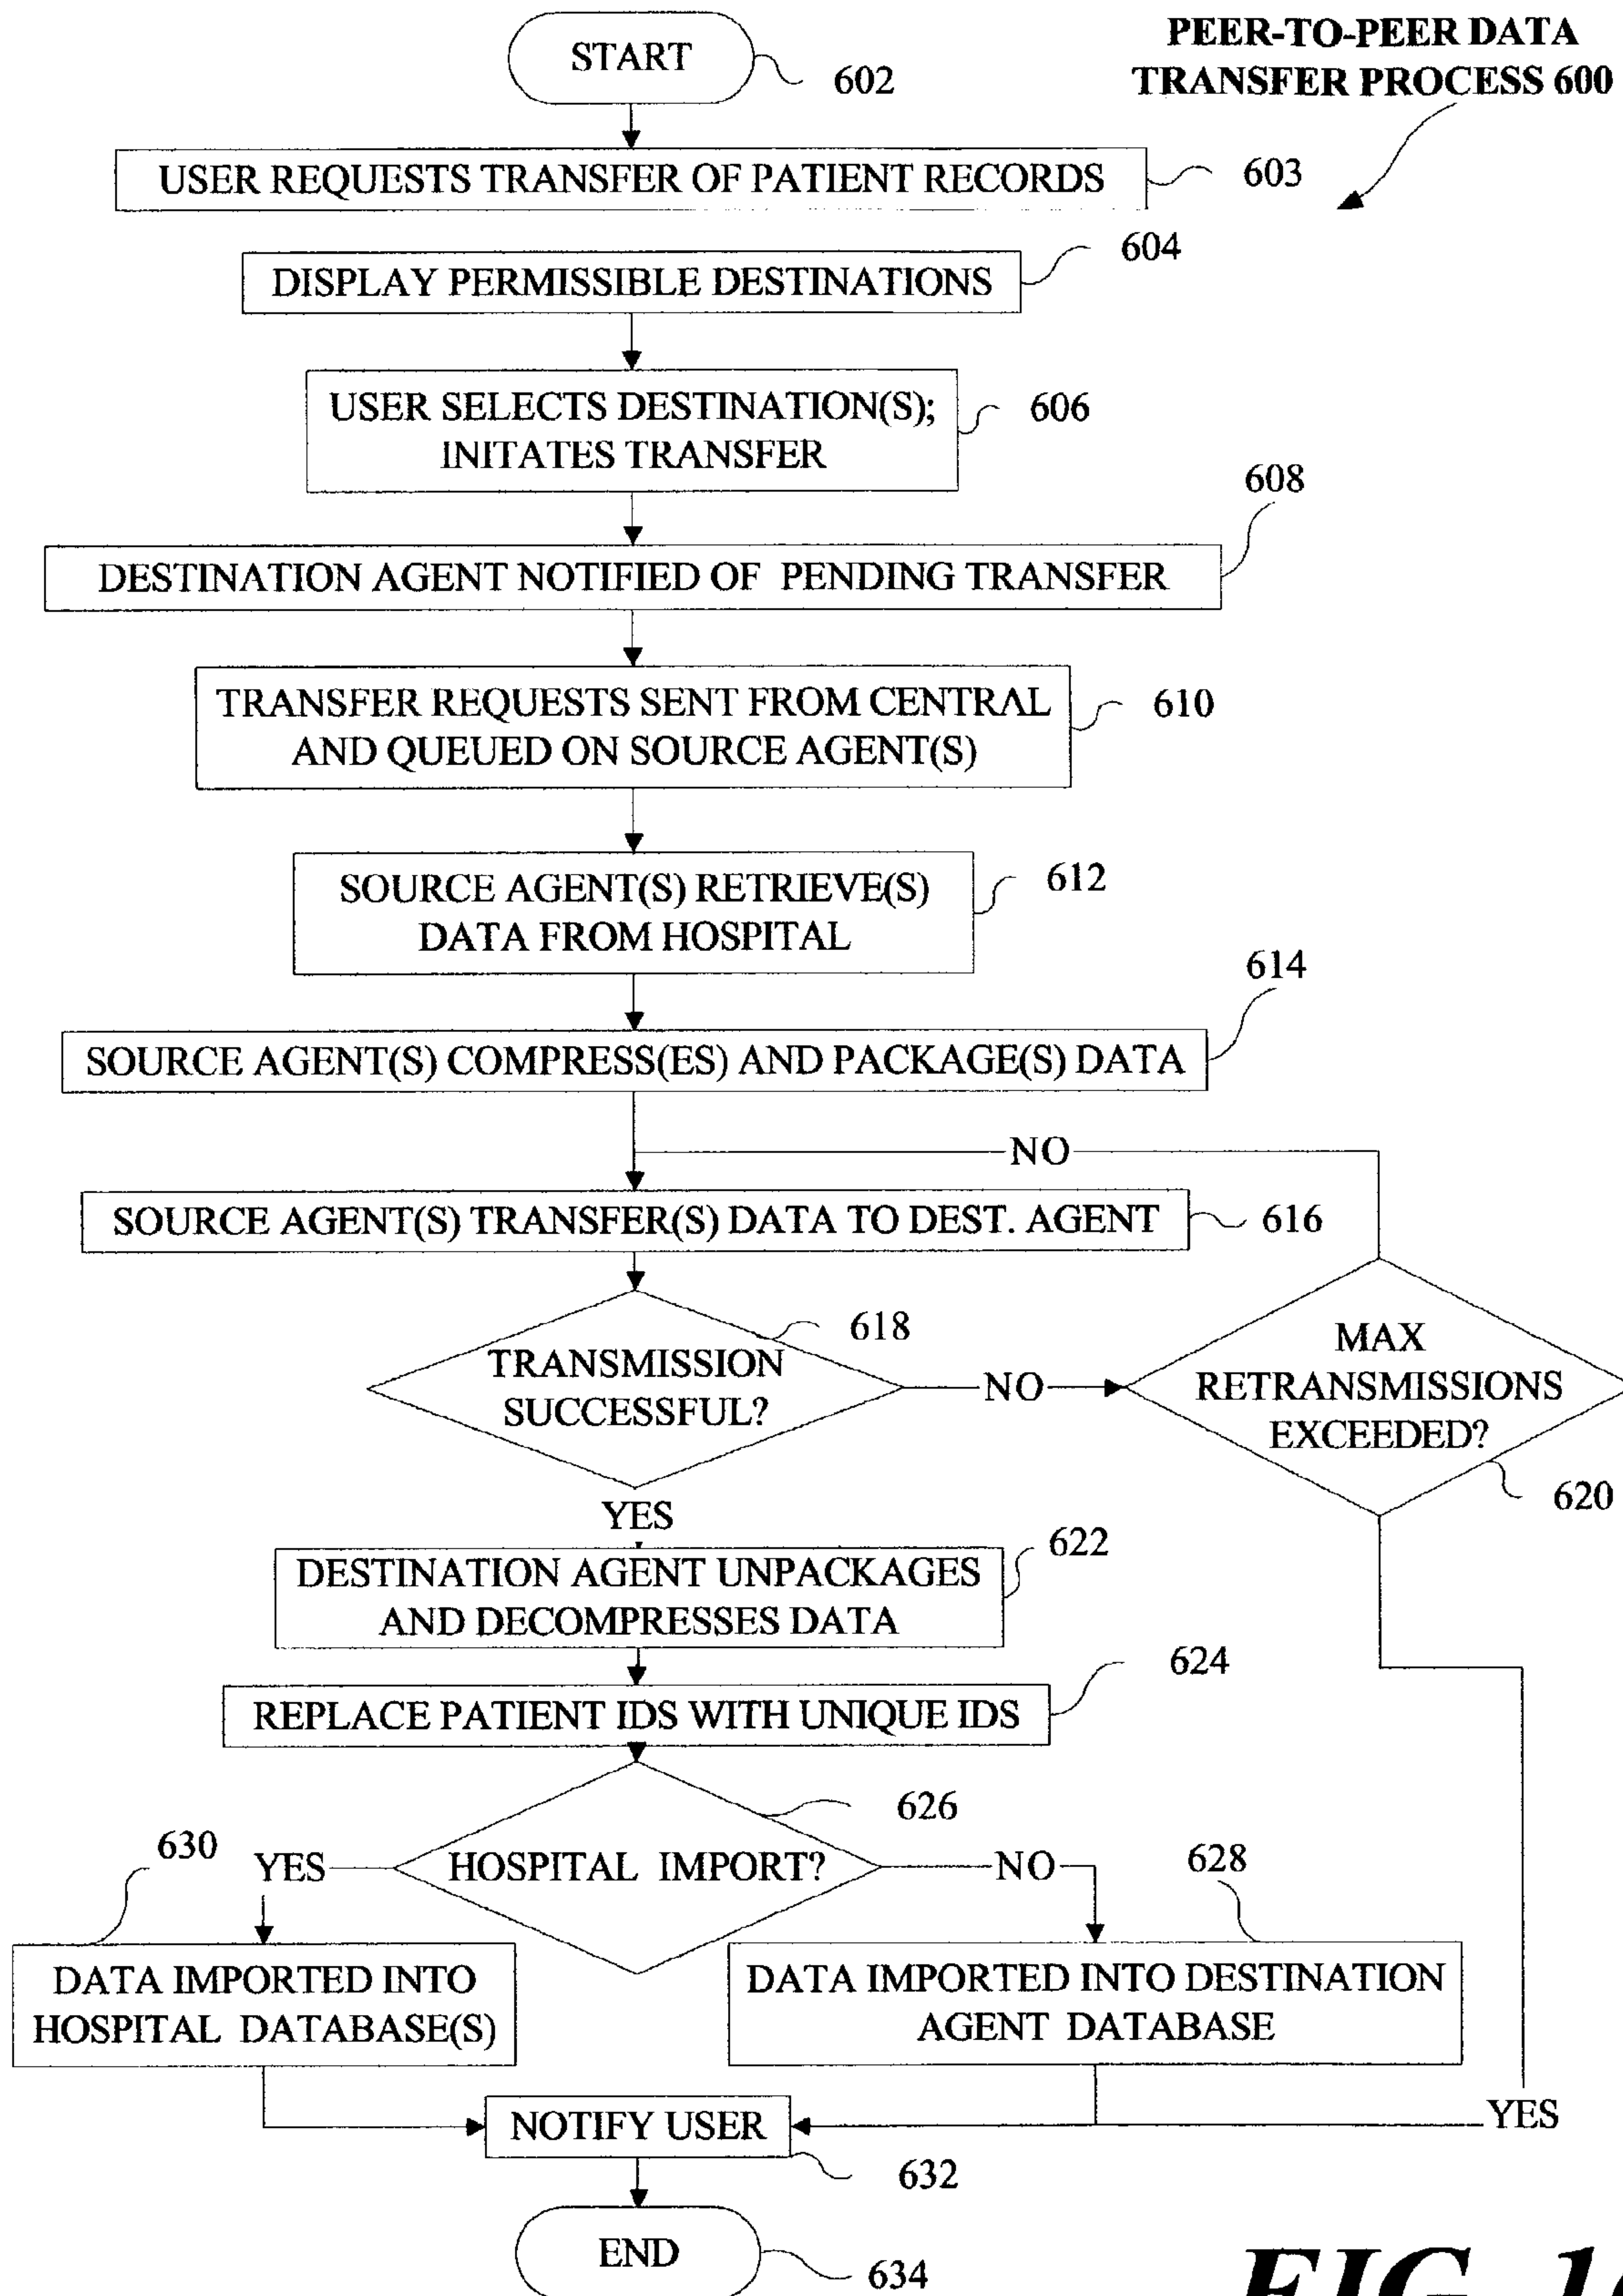 PEER-TO-PEER DATA
TRANSFER PROCESS 600
START
602
USER REQUESTS TRANSFER OF PATIENT RECORDS
603
604
DISPLAY PERMISSIBLE DESTINATIONS
USER SELECTS DESTINATION(S);
INITATES TRANSFER
606
608
DESTINATION AGENT NOTIFIED OF PENDING TRANSFER
TRANSFER REQUESTS SENT FROM CENTRAL
AND QUEUED ON SOURCE AGENT(S)
610
SOURCE AGENT(S) RETRIEVE(S)
DATA FROM HOSPITAL
612
614
SOURCE AGENT(S) COMPRESS(ES) AND PACKAGE(S) DATA
NO
SOURCE AGENT(S) TRANSFER(S) DATA TO DEST. AGENT
616
618
TRANSMISSION
SUCCESSFUL?
NO
MAX
RETRANSMISSIONS
EXCEEDED?
620
YES
622
DESTINATION AGENT UNPACKAGES
AND DECOMPRESSES DATA
624
REPLACE PATIENT IDS WITH UNIQUE IDS
626
HOSPITAL IMPORT?
630
YES
NO
628
DATA IMPORTED INTO
HOSPITAL DATABASE(S)
DATA IMPORTED INTO DESTINATION
AGENT DATABASE
YES
NOTIFY USER
632
END
634